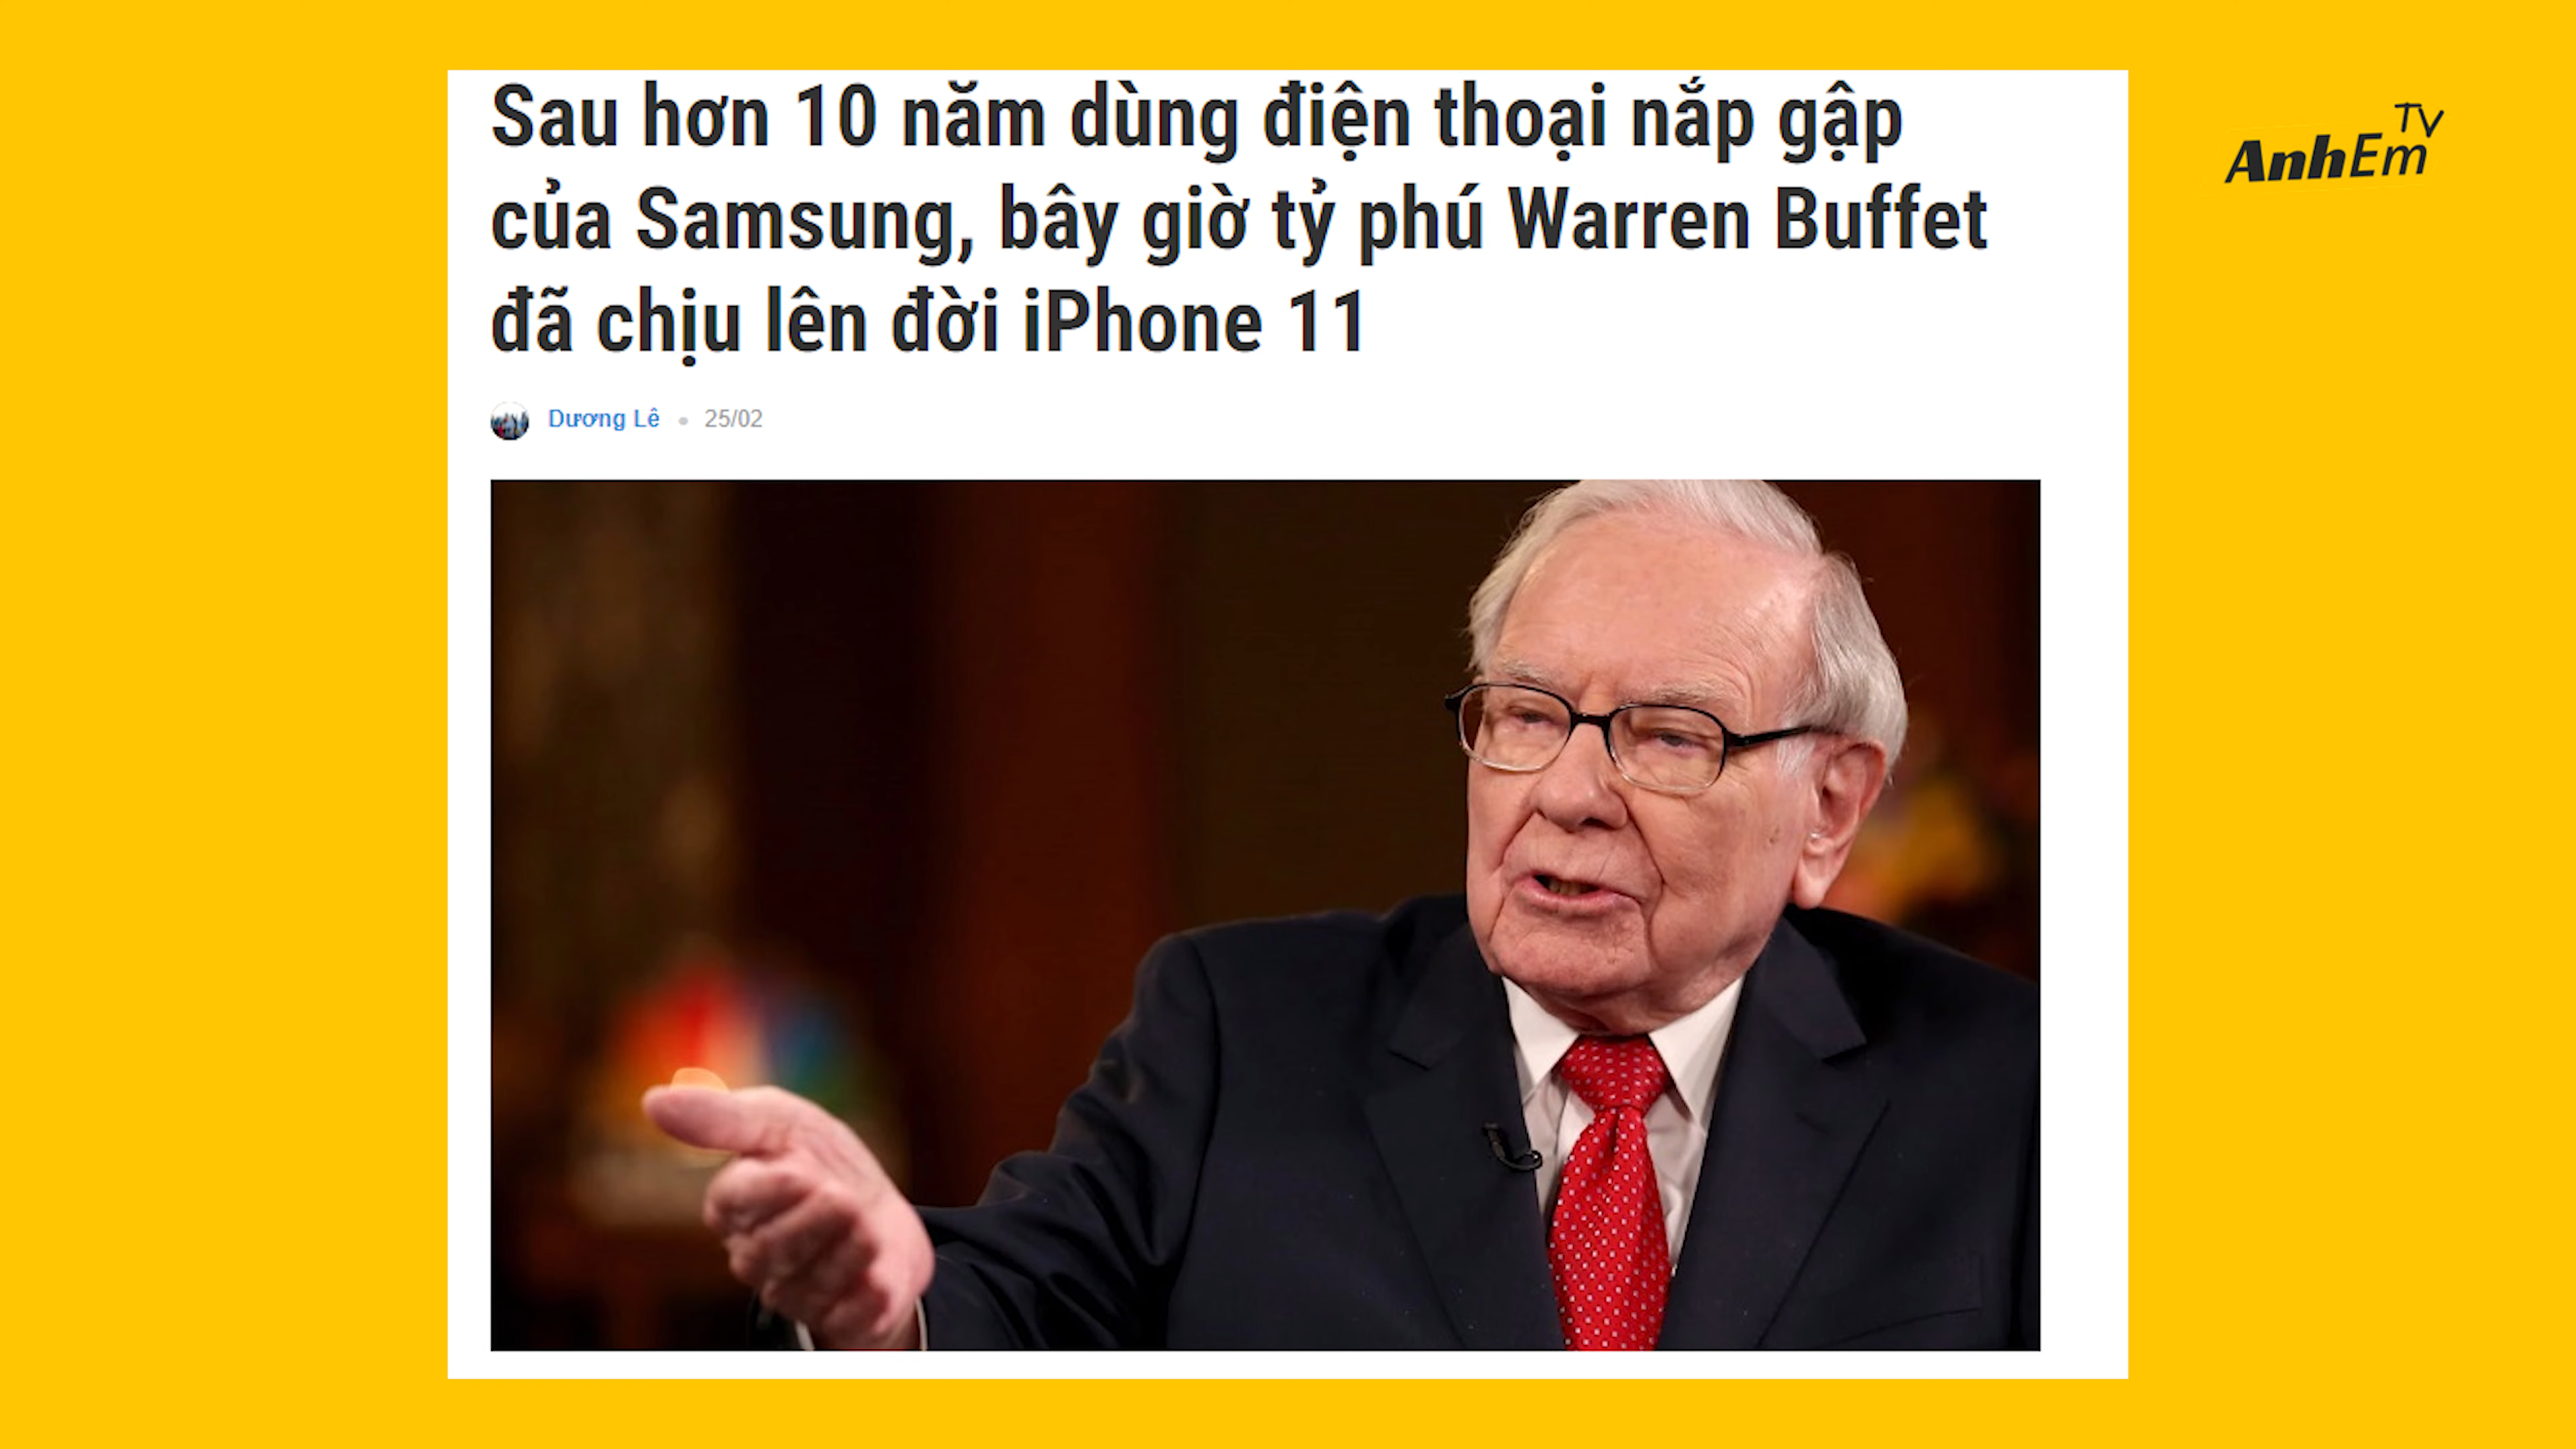 Sau hơn 10 năm dùng điện thoại nắp gập
của Samsung, bây giờ tỷ phú Warren Buffet
đã chịu lên đời iPhone 11
Dương Lê • 25/02
AnhEm TV